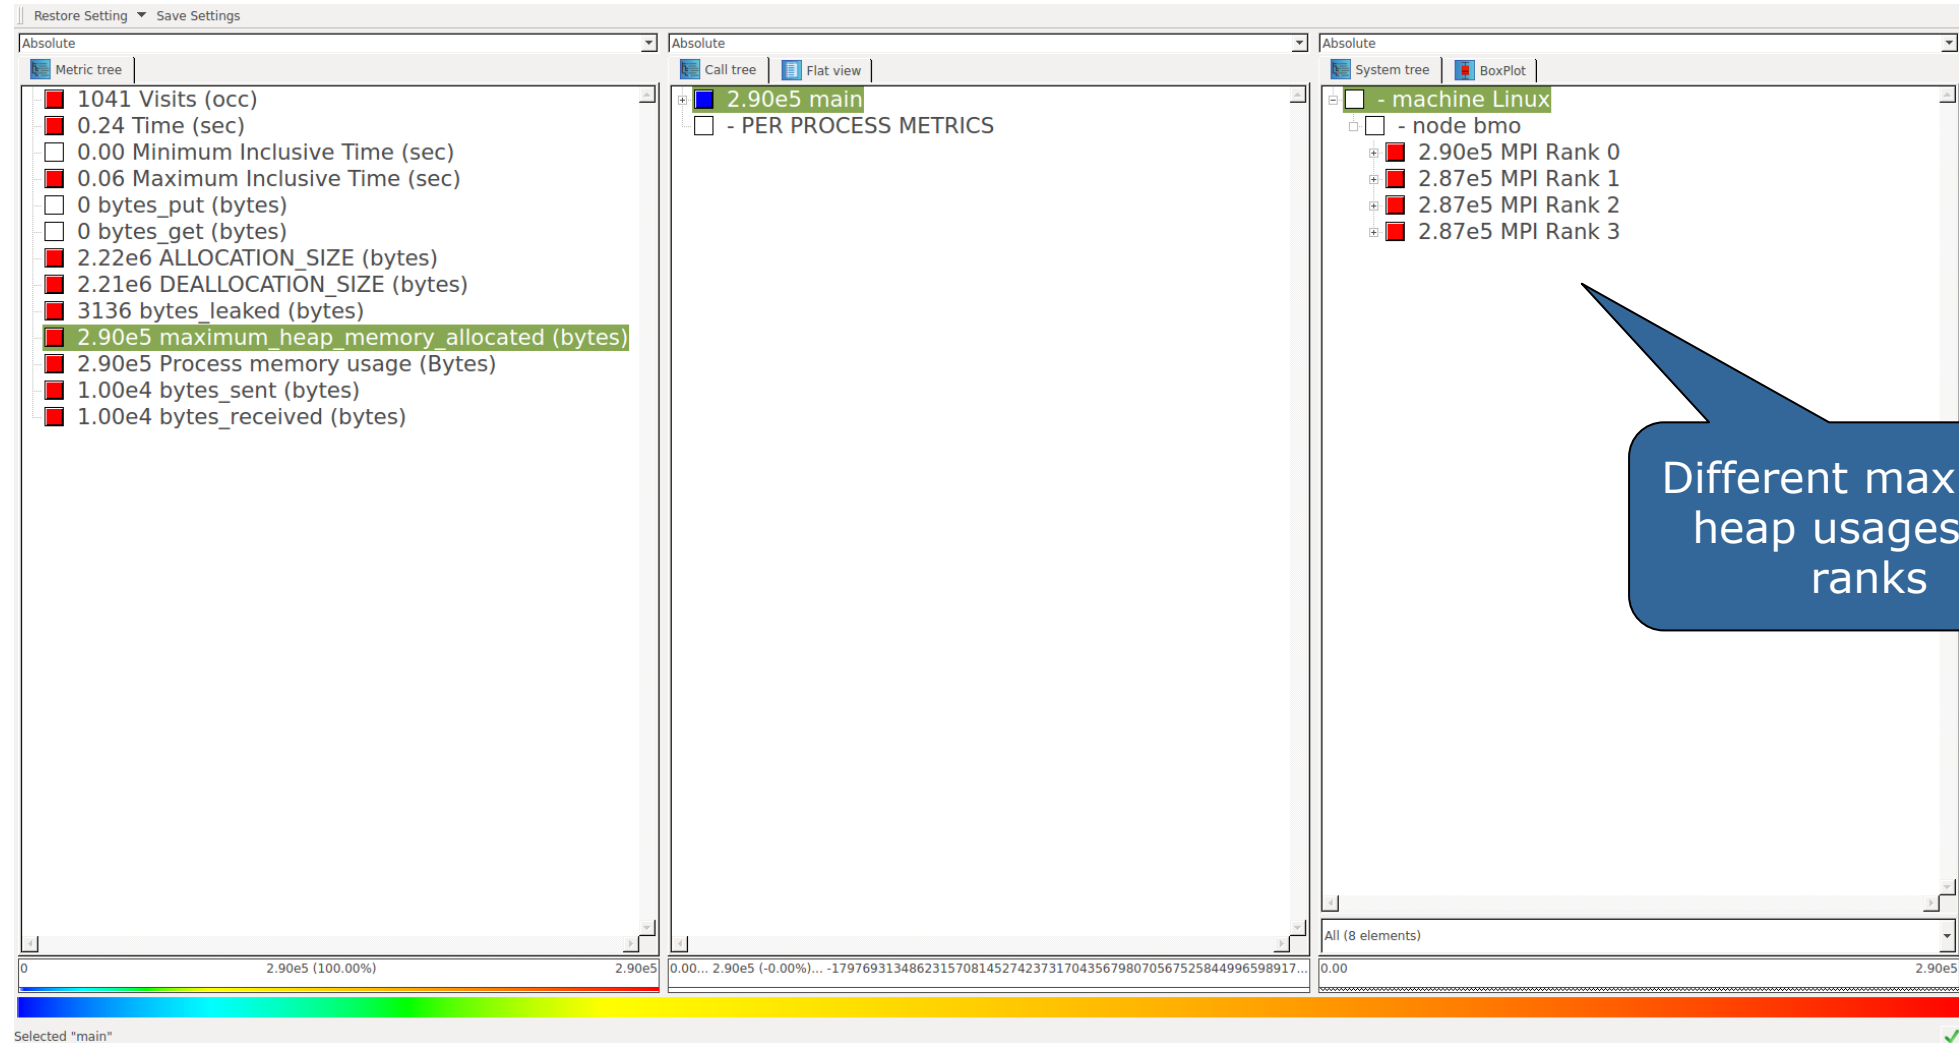 Restore Setting Save Settings
Absolute
Metric tree
1041 Visits (occ)
0.24 Time (sec)
0.00 Minimum Inclusive Time (sec)
0.06 Maximum Inclusive Time (sec)
0 bytes_put (bytes)
0 bytes_get (bytes)
2.22e6 ALLOCATION_SIZE (bytes)
2.21e6 DEALLOCATION_SIZE (bytes)
3136 bytes_leaked (bytes)
2.90e5 maximum_heap_memory_allocated (bytes)
2.90e5 Process memory usage (Bytes)
1.00e4 bytes_sent (bytes)
1.00e4 bytes_received (bytes)
0 2.90e5 (100.00%) 2.90e5
Absolute
Call tree Flat view
2.90e5 main
- PER PROCESS METRICS
0.00... 2.90e5 (-0.00%)... -179769313486231570814527423731704356798070567525844996598917...
Absolute
System tree BoxPlot
- machine Linux
- node bmo
2.90e5 MPI Rank 0
2.87e5 MPI Rank 1
2.87e5 MPI Rank 2
2.87e5 MPI Rank 3
Different max
heap usages
ranks
All (8 elements)
0.00 2.90e5
Selected "main"